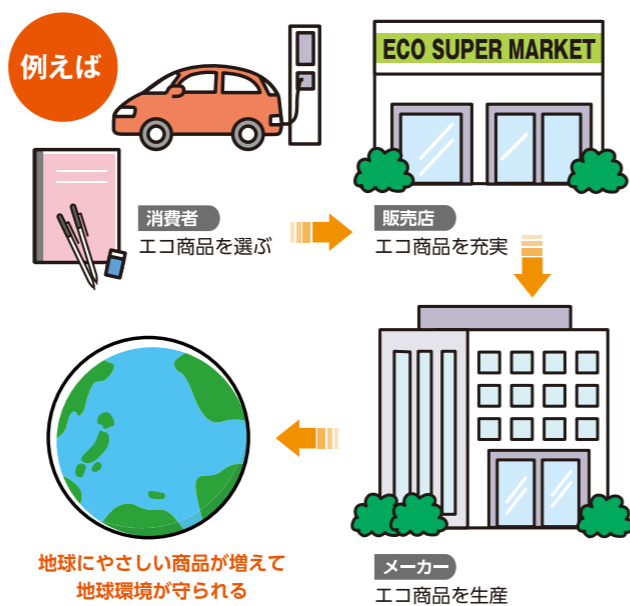 例えば
ECO SUPER MARKET
消費者
エコ商品を選ぶ
販売店
エコ商品を充実
メーカー
エコ商品を生産
地球にやさしい商品が増えて
地球環境が守られる